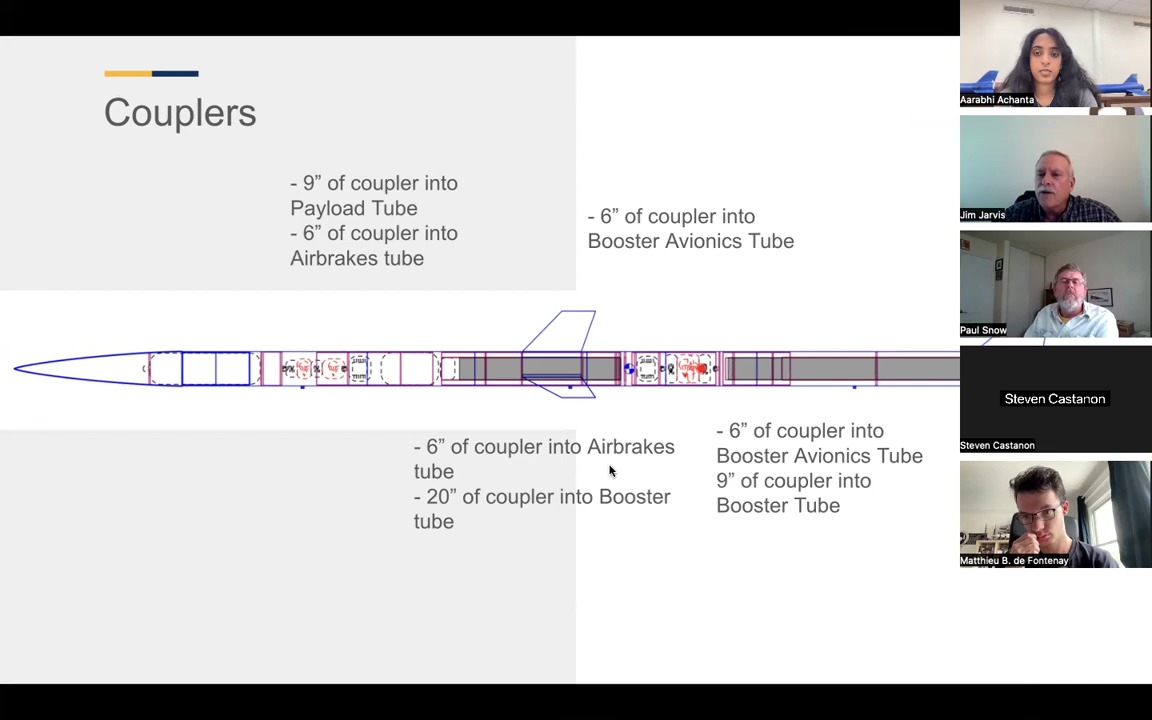 Couplers
- 9” of coupler into
Payload Tube
- 6” of coupler into
Airbrakes tube
- 6” of coupler into
Booster Avionics Tube
- 6” of coupler into Airbrakes
tube
- 20” of coupler into Booster
tube
- 6” of coupler into
Booster Avionics Tube
9” of coupler into
Booster Tube
Aarabhi Achanta
Jim Jarvis
Paul Snow
Steven Castanon
Steven Castanon
Matthieu B. de Fontenay